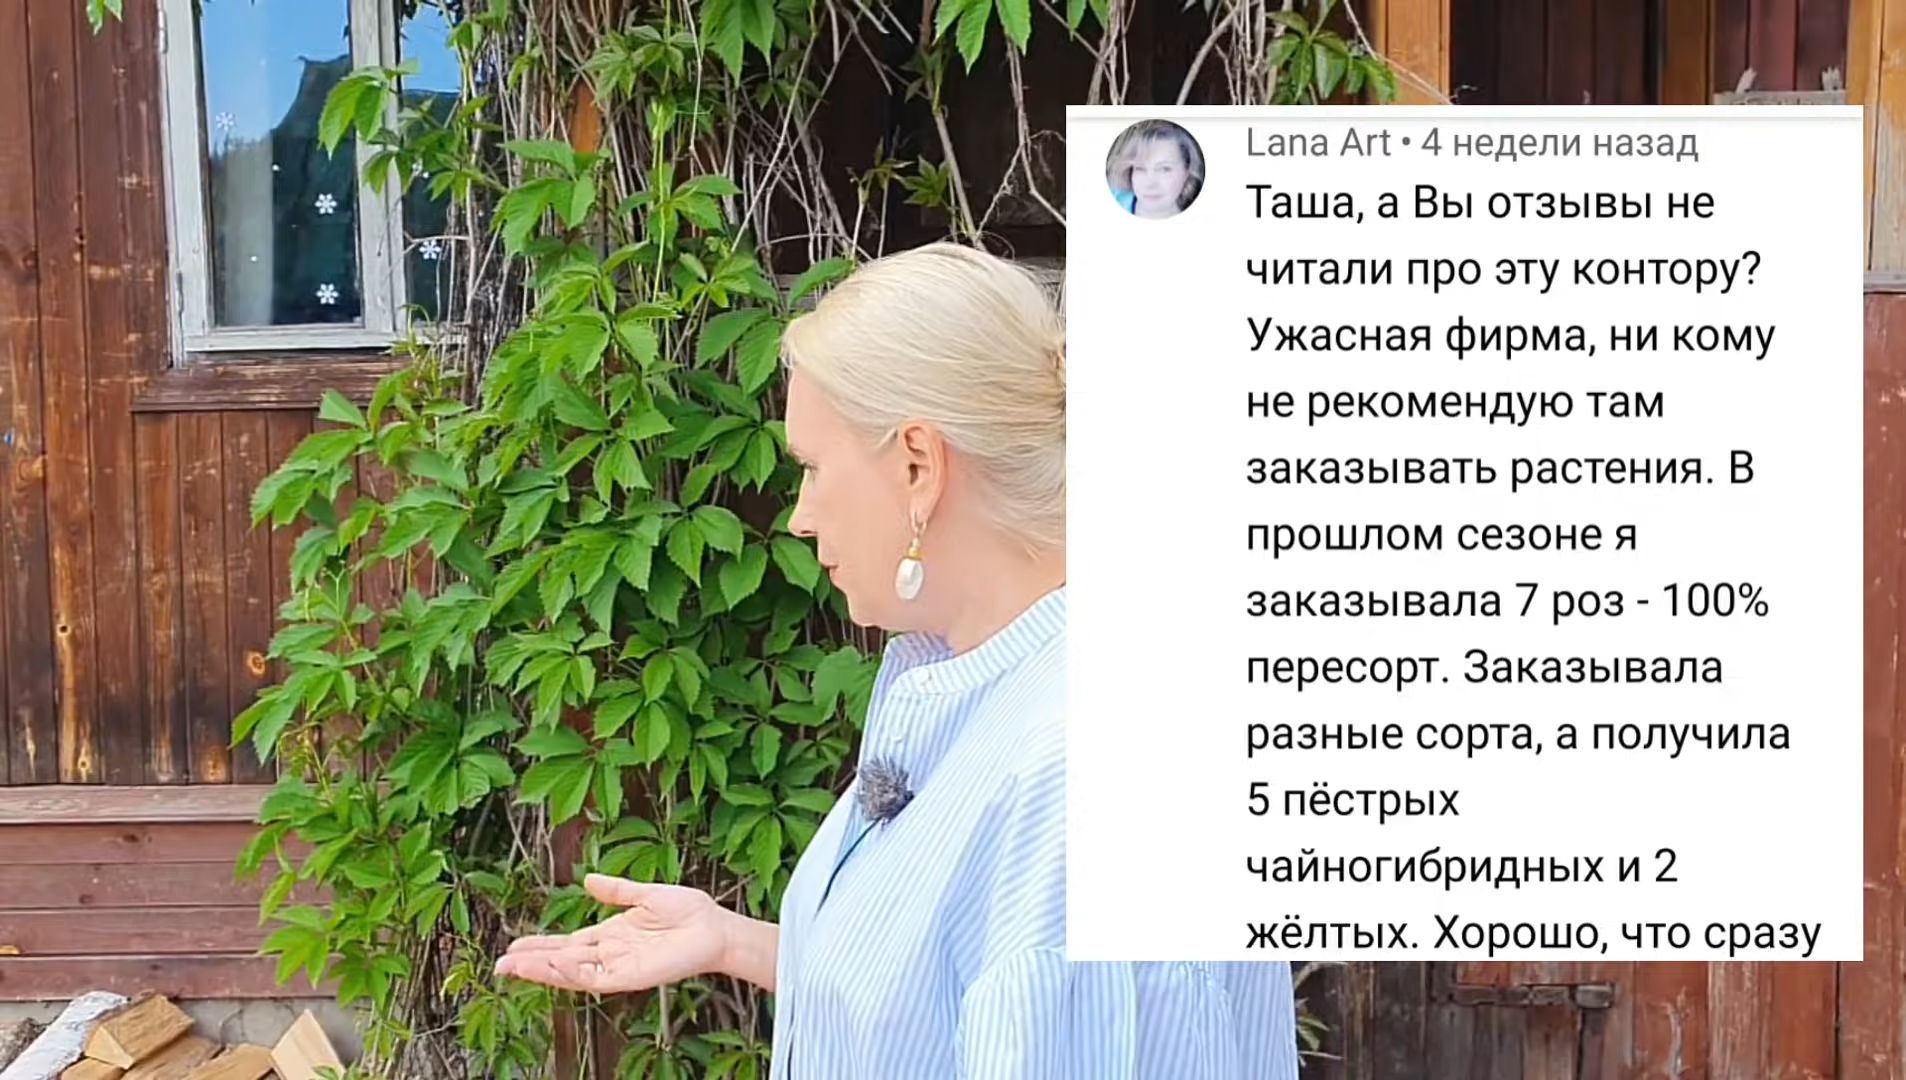 Lana Art • 4 недели назад
Таша, а Вы отзывы не
читали про эту контору?
Ужасная фирма, ни кому
не рекомендую там
заказывать растения. В
прошлом сезоне я
заказывала 7 роз - 100%
пересорт. Заказывала
разные сорта, а получила
5 пёстрых
чайногибридных и 2
жёлтых. Хорошо, что сразу